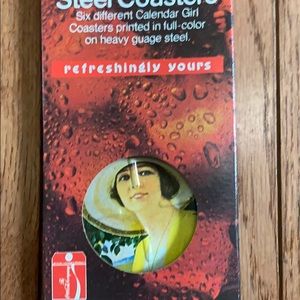 Steel Coasters
Six different Calendar Girl
Coasters printed in full-color
on heavy guage steel.
refreshingly yours